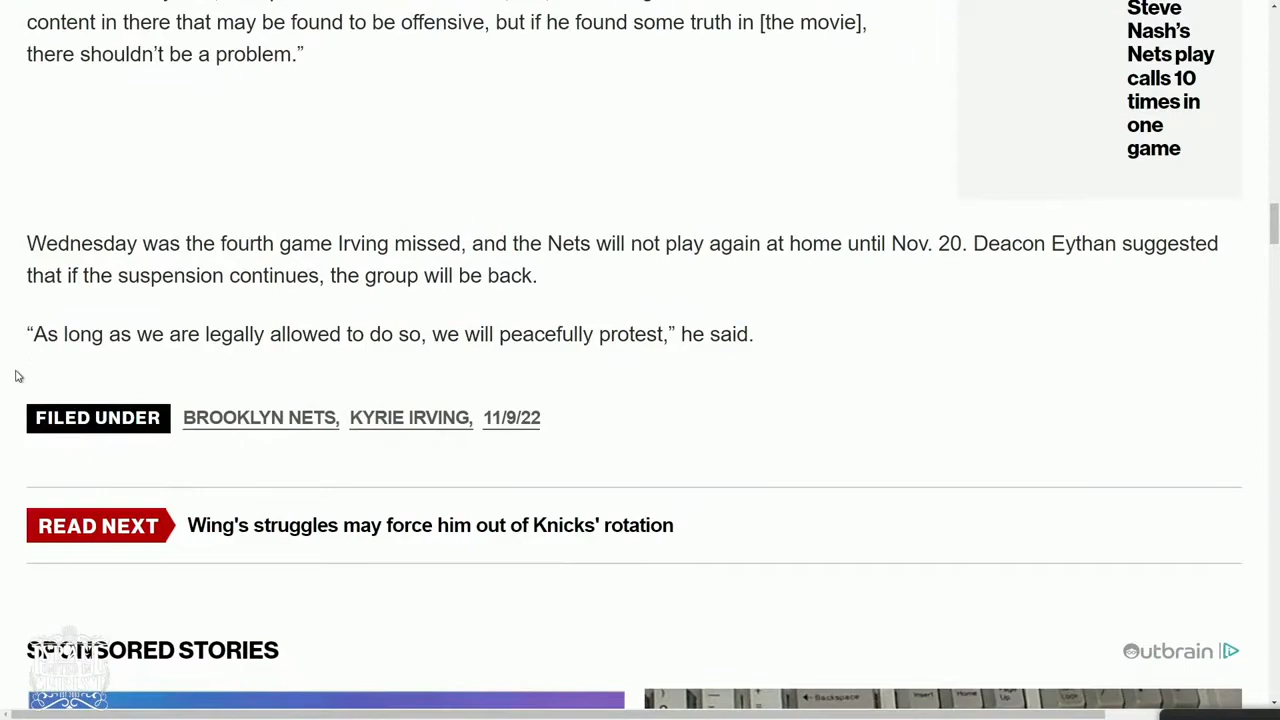 content in there that may be found to be offensive, but if he found some truth in [the movie],
there shouldn’t be a problem.”
Steve
Nash’s
Nets play
calls 10
times in
one
game
Wednesday was the fourth game Irving missed, and the Nets will not play again at home until Nov. 20. Deacon Eythan suggested
that if the suspension continues, the group will be back.
“As long as we are legally allowed to do so, we will peacefully protest,” he said.
FILED UNDER BROOKLYN NETS, KYRIE IRVING, 11/9/22
READ NEXT Wing's struggles may force him out of Knicks' rotation
SPONSORED STORIES
Outbrain
Backspace Insert Home